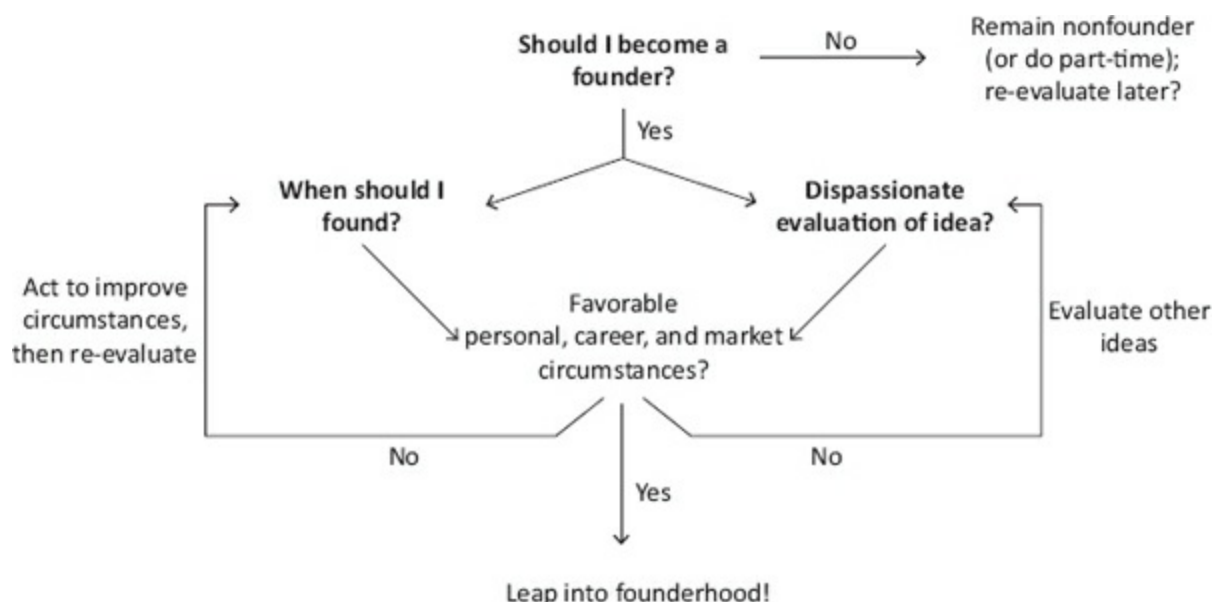 Should I become a
founder?
No
Remain nonfounder
(or do part-time);
re-evaluate later?
Yes
When should I
found?
Dispassionate
evaluation of idea?
Act to improve
circumstances,
then re-evaluate
Favorable
personal, career, and market
circumstances?
Evaluate other
ideas
No
No
Yes
Leap into founderhood!